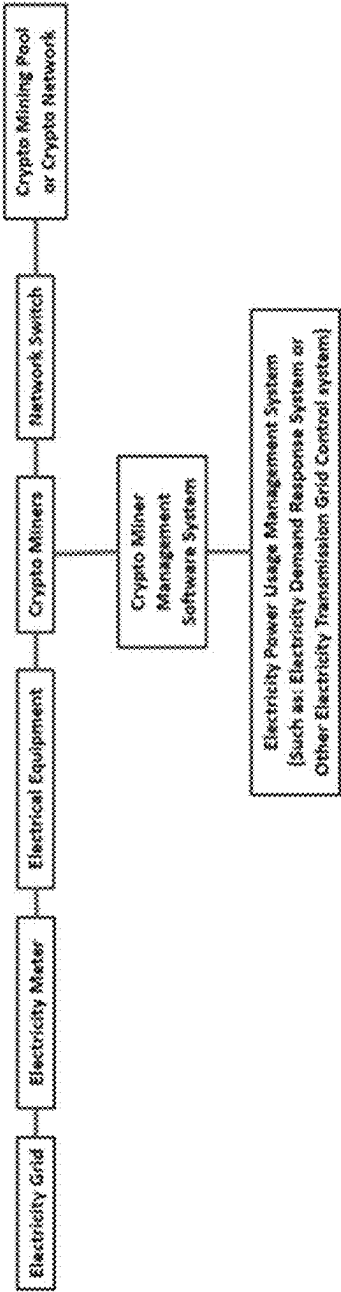 Electricity Grid
Electricity Meter
Electrical Equipment
Crypto Miners
Network Switch
Crypto Mining Pool
or Crypto Network
Crypto Miner
Management
Software System
Electricity Power Usage Management System
(Such as: Electricity Demand Response System or
Other Electricity Transmission Grid Control system)